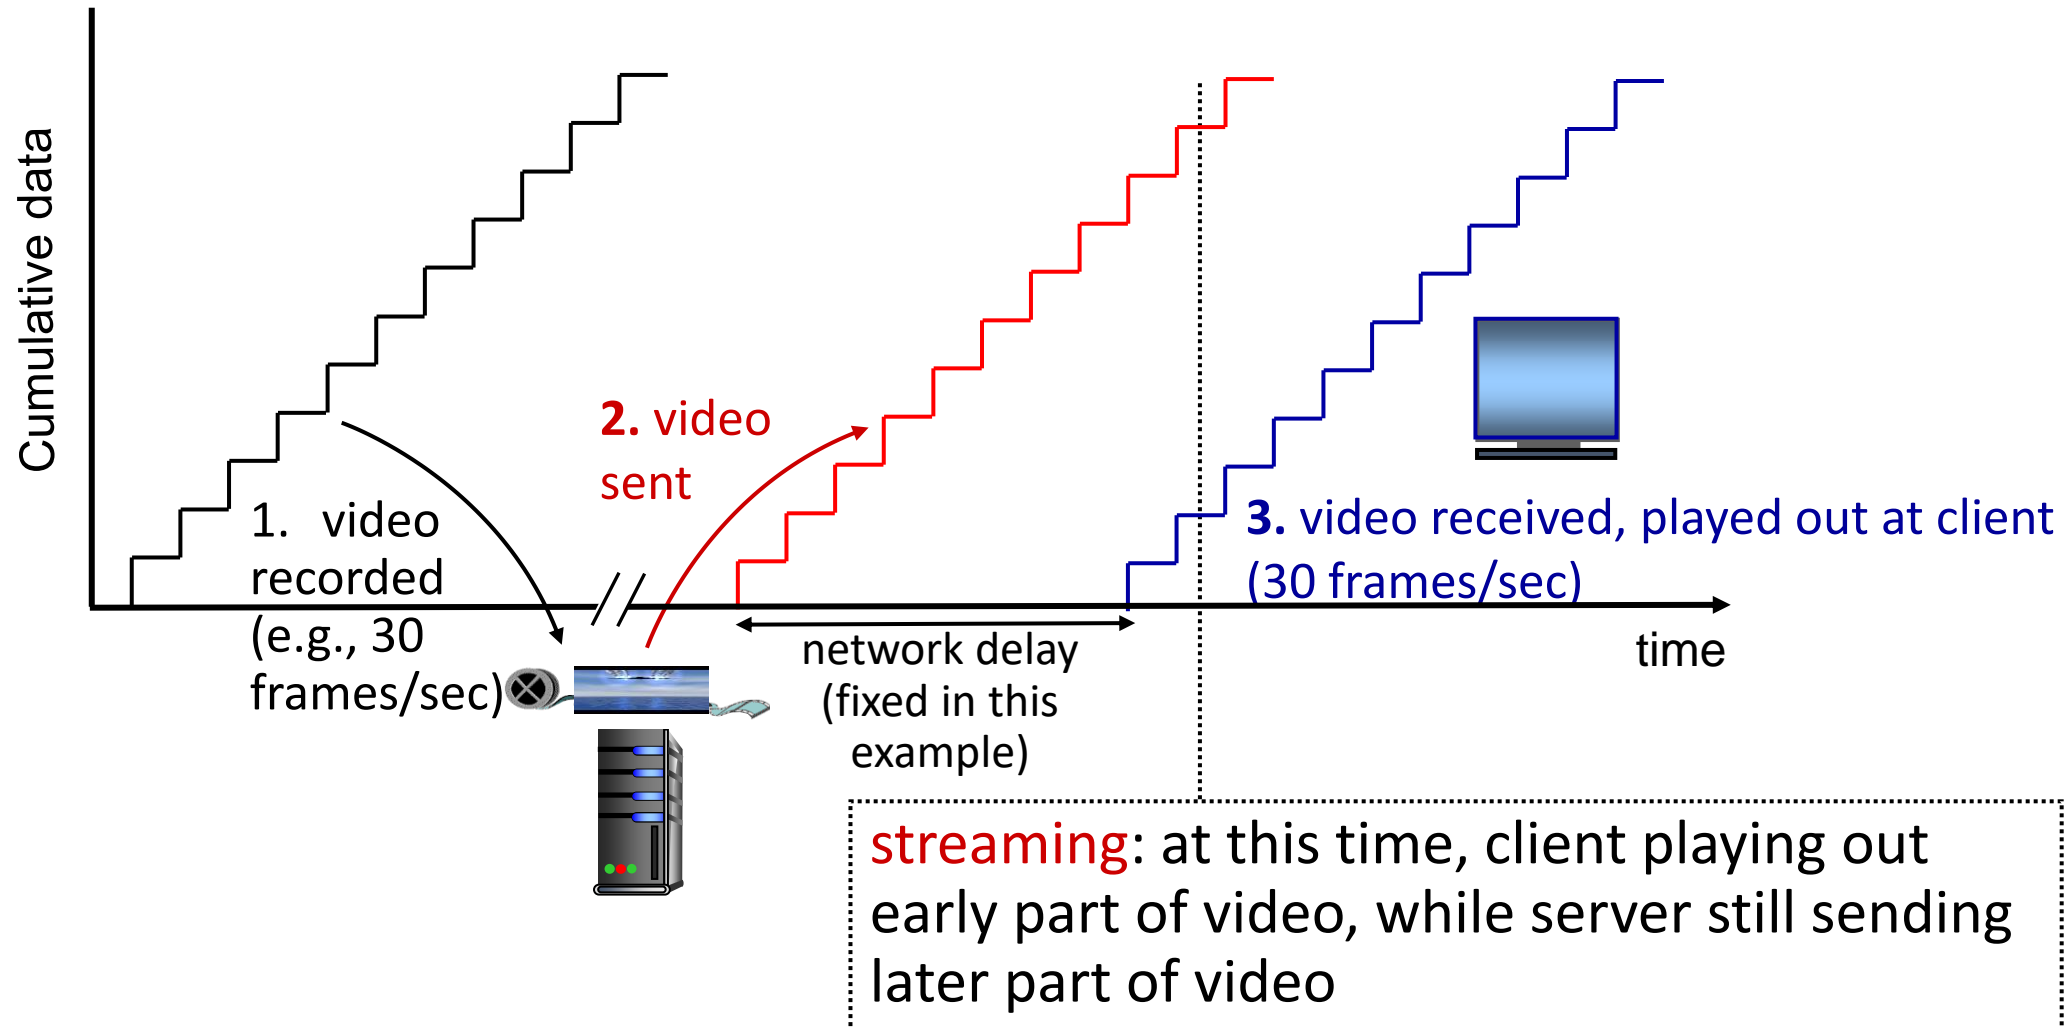 Cumulative data
1. video
recorded
(e.g., 30
frames/sec)
2. video
sent
3. video received, played out at client
(30 frames/sec)
network delay
(fixed in this
example)
time
streaming: at this time, client playing out
early part of video, while server still sending
later part of video